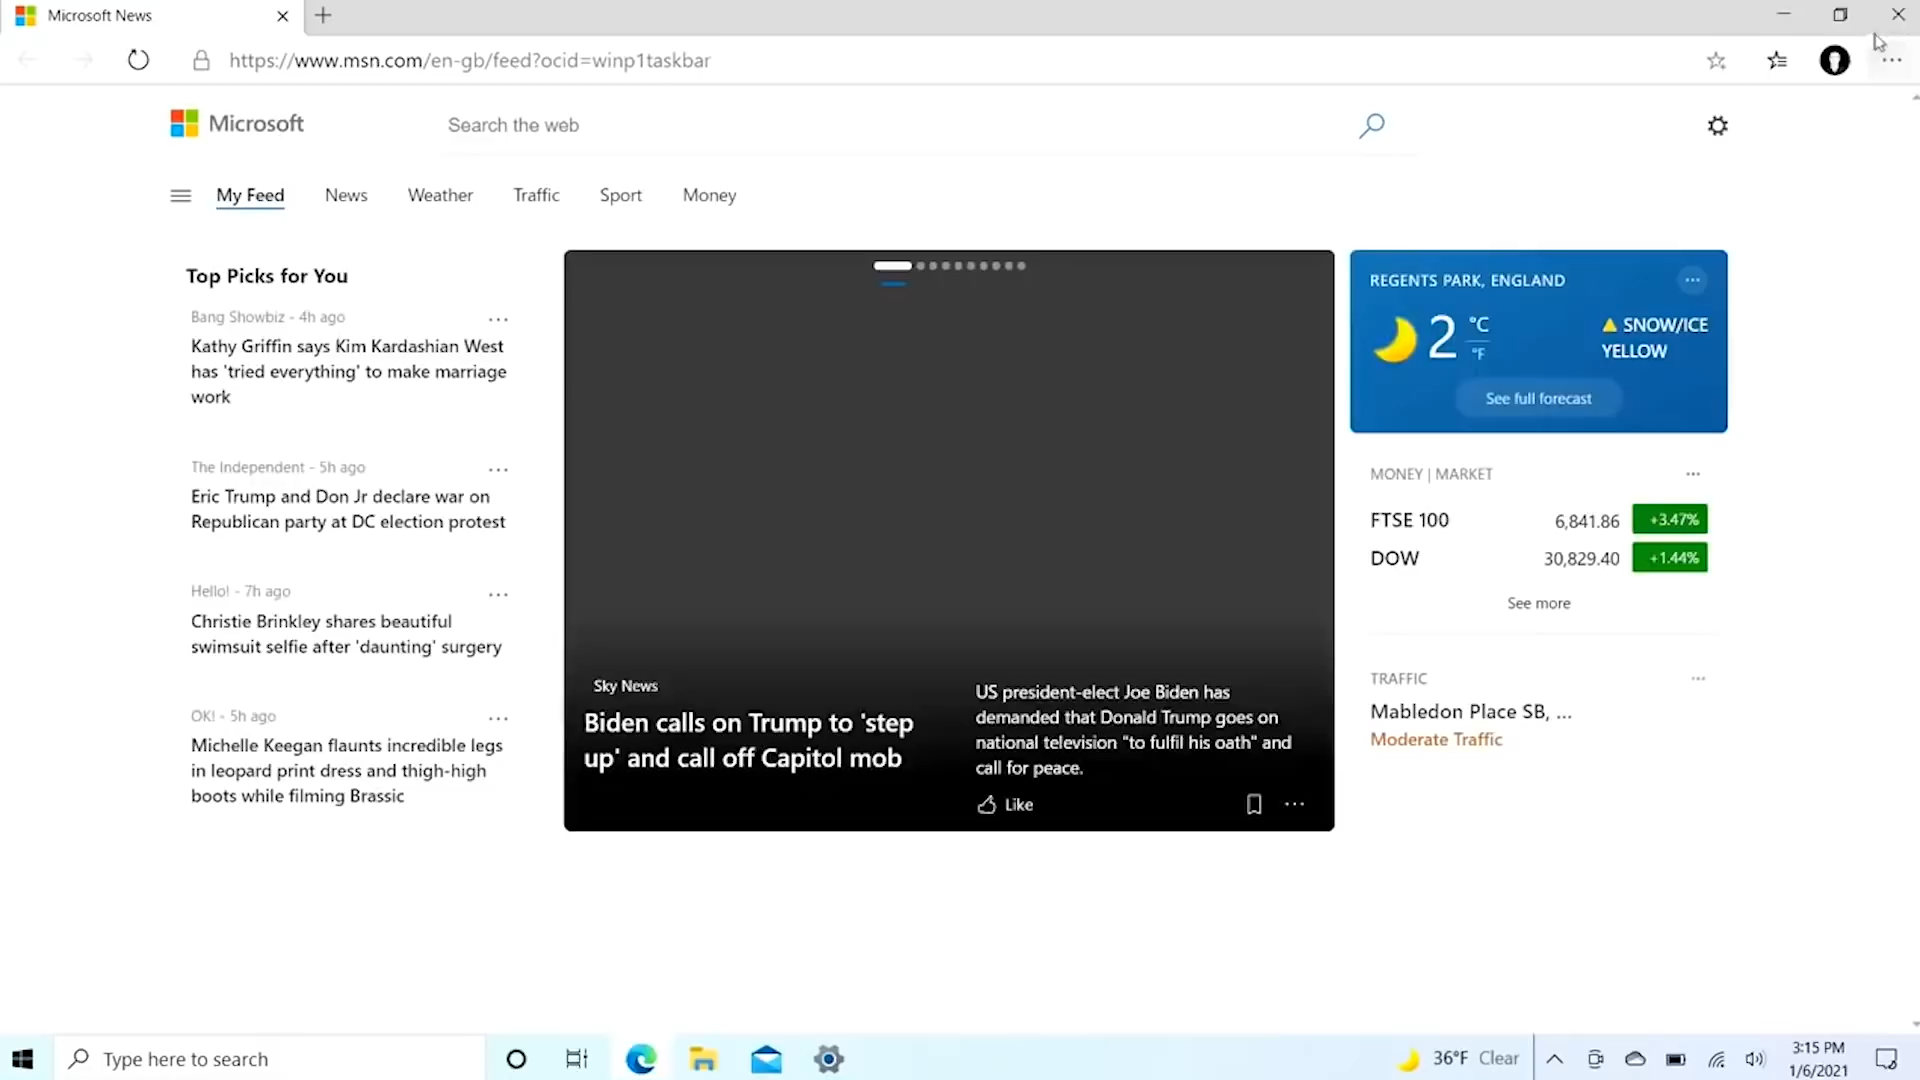 Microsoft News
https://www.msn.com/en-gb/feed?ocid=winp1taskbar
Microsoft
Search the web
My Feed
News
Weather
Traffic
Sport
Money
Top Picks for You
Bang Showbiz - 4h ago
Kathy Griffin says Kim Kardashian West
has 'tried everything' to make marriage
work
The Independent - 5h ago
Eric Trump and Don Jr declare war on
Republican party at DC election protest
Hello! - 7h ago
Christie Brinkley shares beautiful
swimsuit selfie after 'daunting' surgery
OK! - 5h ago
Michelle Keegan flaunts incredible legs
in leopard print dress and thigh-high
boots while filming Brassic
Sky News
Biden calls on Trump to 'step
up' and call off Capitol mob
US president-elect Joe Biden has
demanded that Donald Trump goes on
national television "to fulfil his oath" and
call for peace.
Like
REGENTS PARK, ENGLAND
2 °C
°F
SNOW/ICE
YELLOW
See full forecast
MONEY | MARKET
FTSE 100 6,841.86 +3.47%
DOW 30,829.40 +1.44%
See more
TRAFFIC
Mabledon Place SB, ...
Moderate Traffic
Type here to search
36°F Clear
3:15 PM
1/6/2021